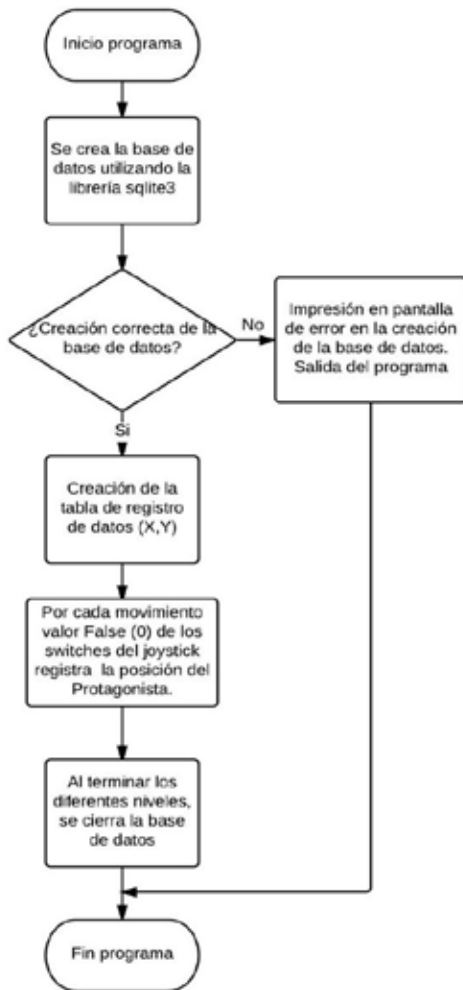 Inicio programa
Se crea la base de
datos utilizando la
librería sqlite3
¿Creación correcta de la
base de datos?
No
Impresión en pantalla
de error en la creación
de la base de datos.
Salida del programa
Si
Creación de la
tabla de registro
de datos (X,Y)
Por cada movimiento
valor False (0) de los
switches del joystick
registra la posición del
Protagonista.
Al terminar los
diferentes niveles,
se cierra la base
de datos
Fin programa